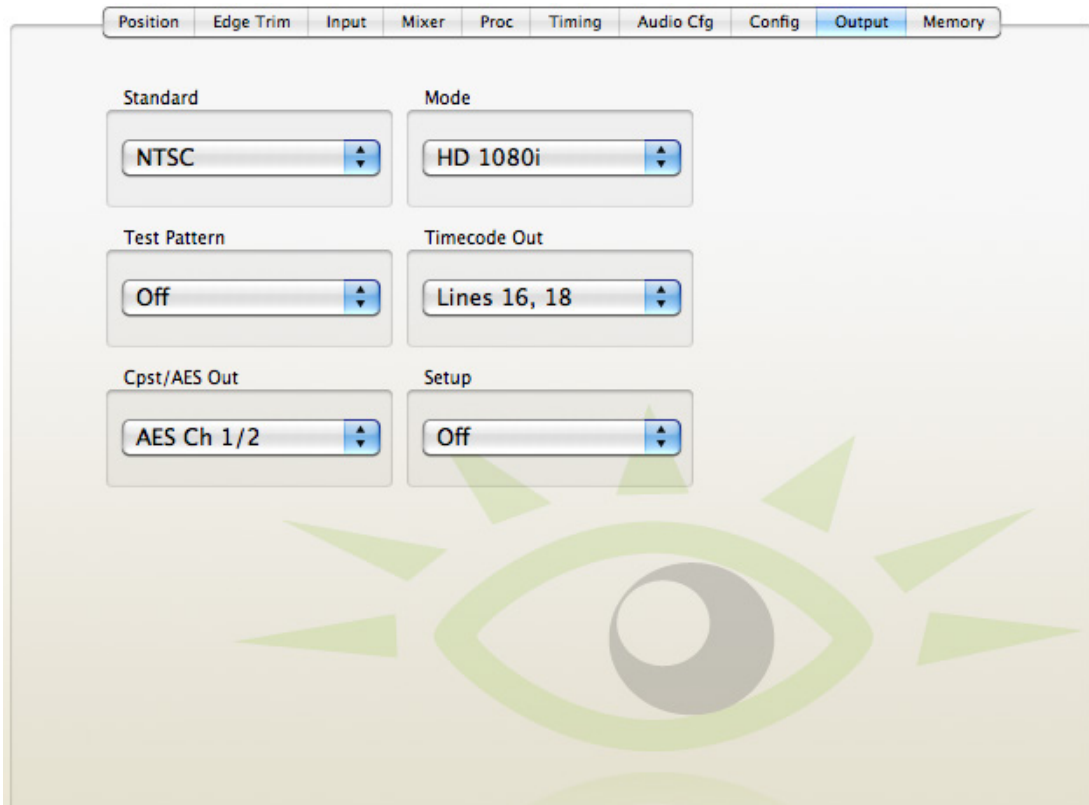 Position Edge Trim Input Mixer Proc Timing Audio Cfg Config Output Memory
Standard Mode
NTSC HD 1080i
Test Pattern Timecode Out
Off Lines 16, 18
Cpst/AES Out Setup
AES Ch 1/2 Off